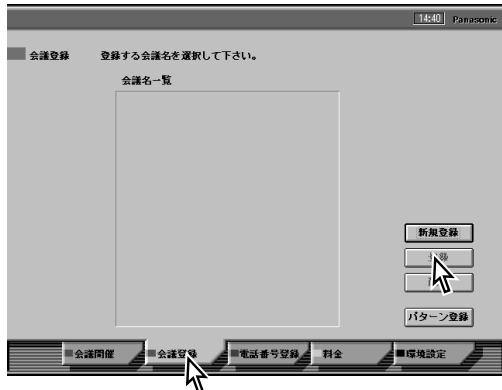 14:40 Panasonic
会議登録 登録する会議名を選択して下さい。
会議名一覧
新規登録
パターン登録
会議開催 会議登録 電話番号登録 料金 環境設定